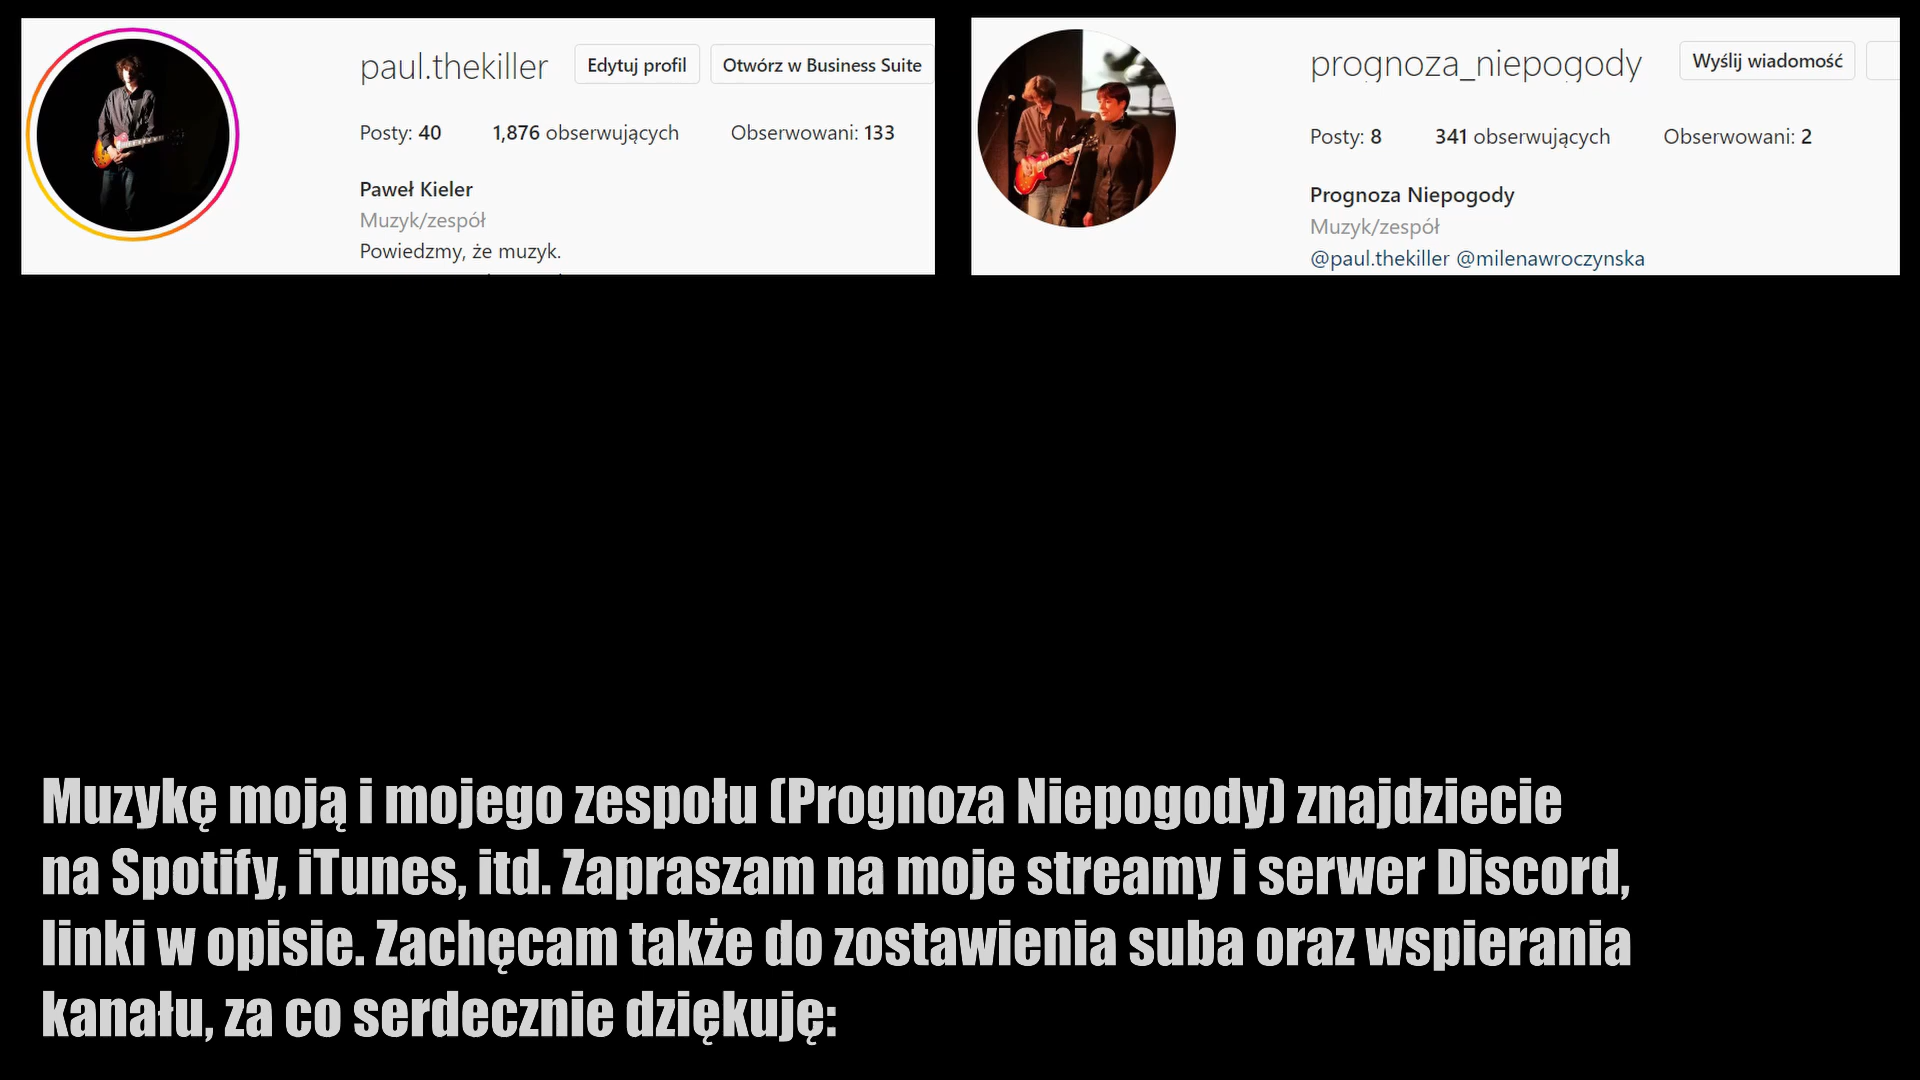 paul.thekiller Edytuj profil Otwórz w Business Suite
Posty: 40 1,876 obserwujących Obserwowani: 133
Paweł Kieler
Muzyk/zespół
Powiedzmy, że muzyk.
prognoza_niepogody Wyślij wiadomość
Posty: 8 341 obserwujących Obserwowani: 2
Prognoza Niepogody
Muzyk/zespół
@paul.thekiller @milenawroczynska
Muzykę moją i mojego zespołu (Prognoza Niepogody) znajdziecie
na Spotify, iTunes, itd. Zapraszam na moje streamy i serwer Discord,
linki w opisie. Zachęcam także do zostawienia suba oraz wspierania
kanału, za co serdecznie dziękuję: